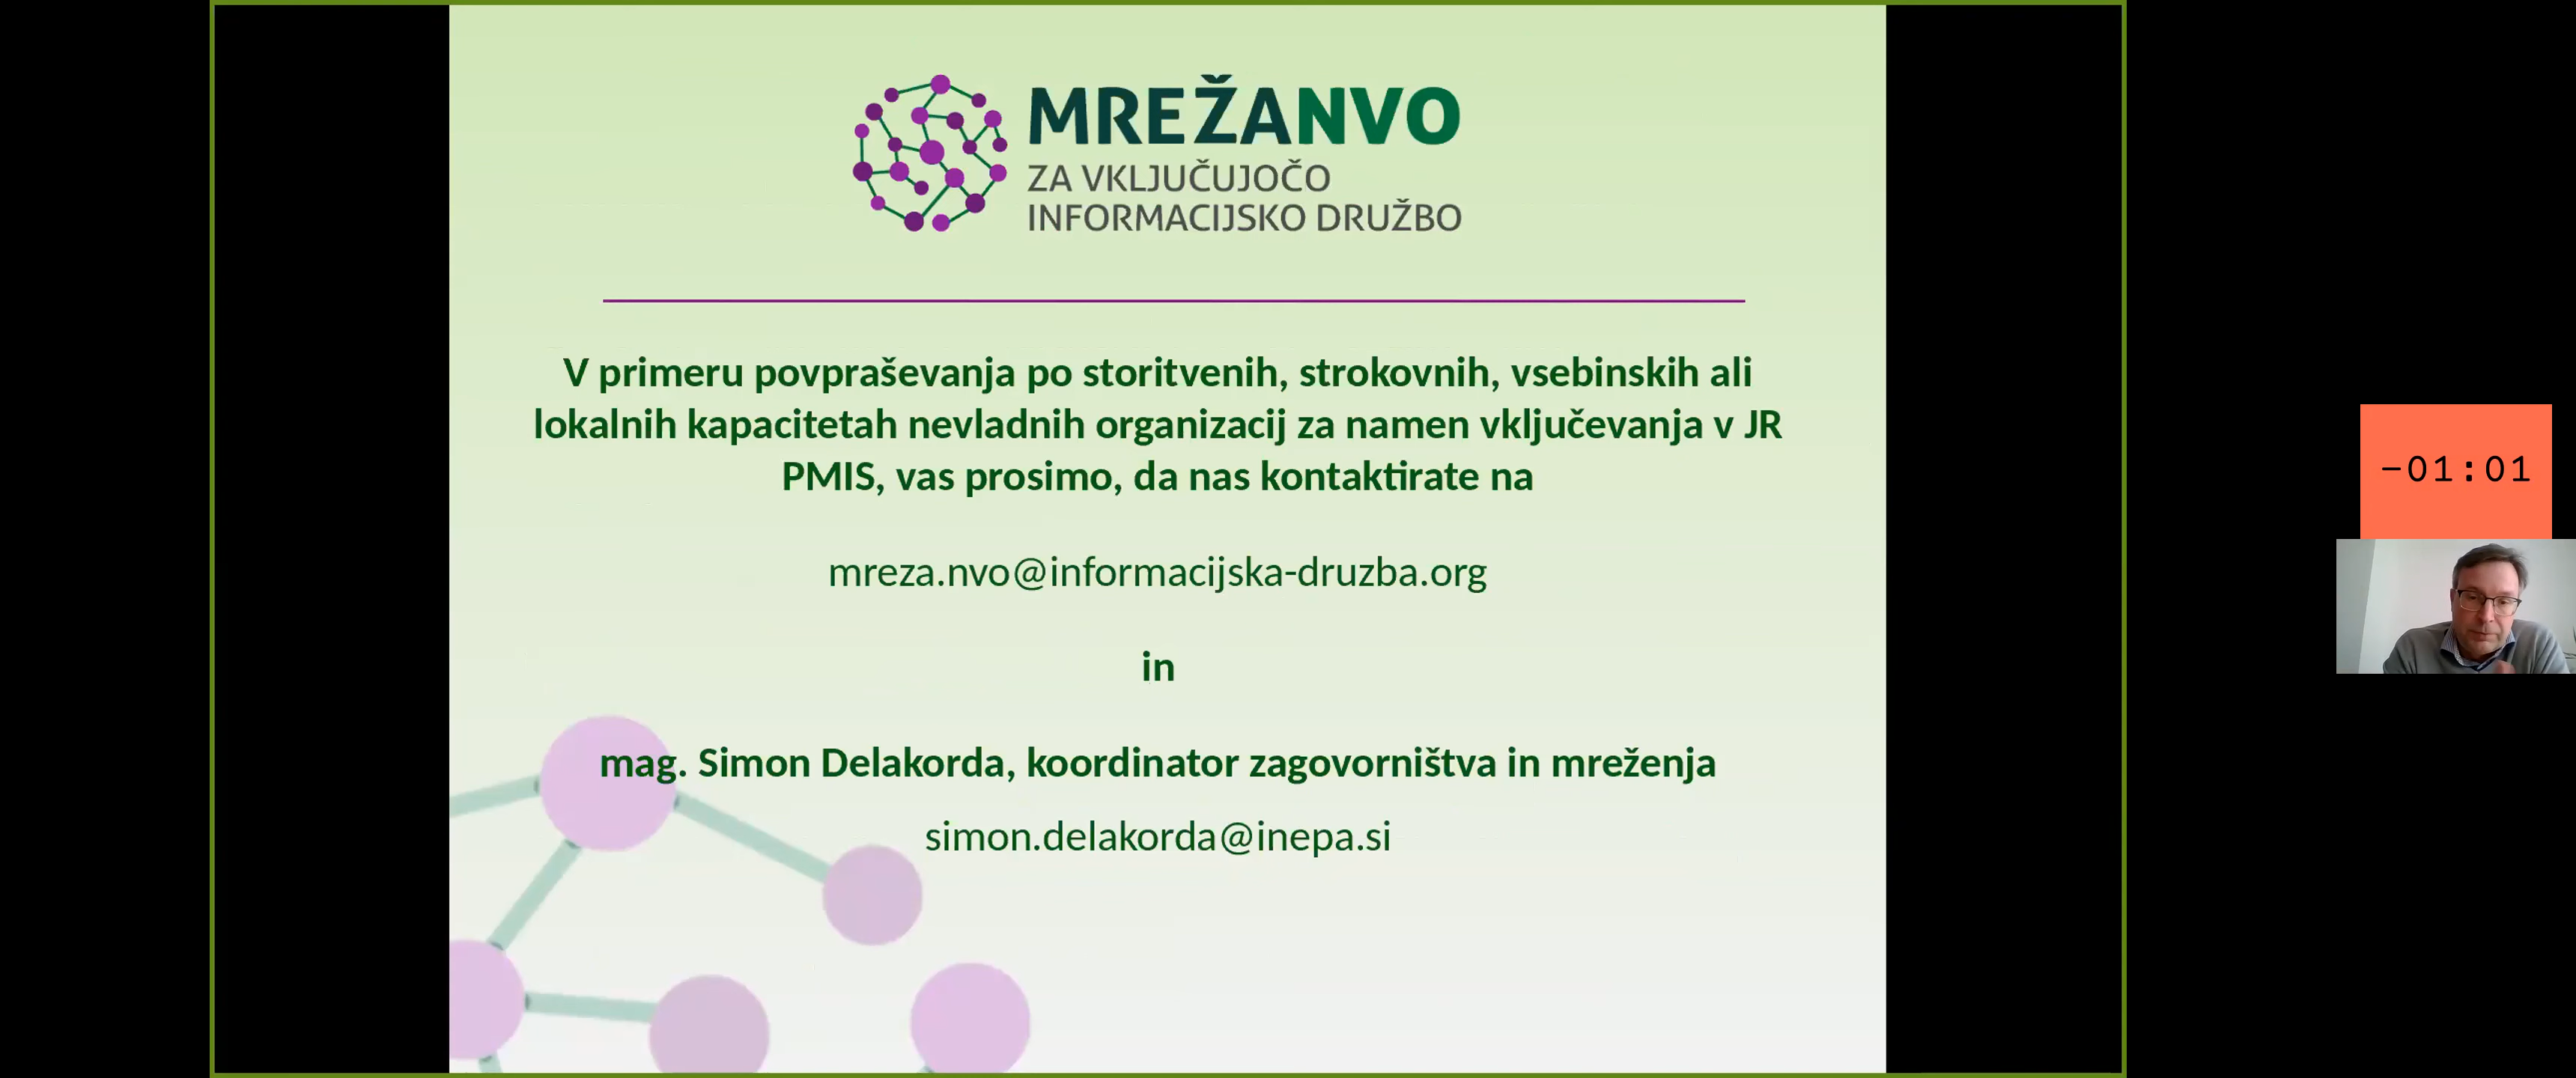 MREŽANVO
ZA VKLJUČUJOČO
INFORMACIJSKO DRUŽBO
V primeru povpraševanja po storitvenih, strokovnih, vsebinskih ali
lokalnih kapacitetah nevladnih organizacij za namen vključevanja v JR
PMIS, vas prosimo, da nas kontaktirate na
mreza.nvo@informacijska-druzba.org
in
mag. Simon Delakorda, koordinator zagovorništva in mreženja
simon.delakorda@inepa.si
-01:01